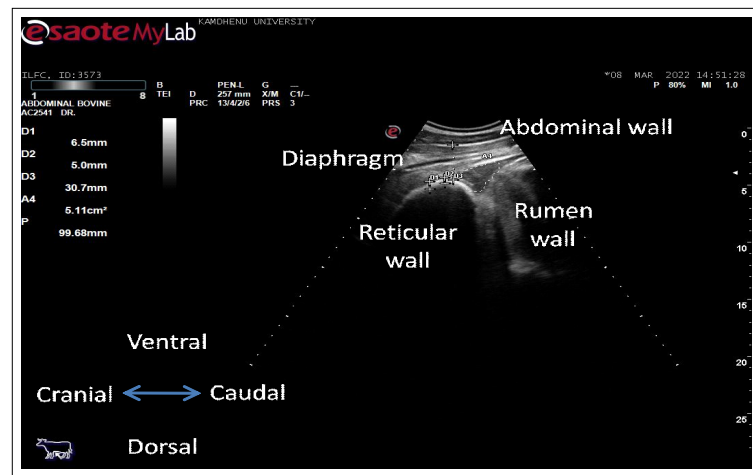 KAMDHENU UNIVERSITY
esaote MyLab
ILFC, ID:3573
*08 MAR 2022 14:51:28
P 80% MI 1.0
1 8
B PEN-L G —
TEI D 257 mm X/M C1/--
PRC 13/4/2/6 PRS 3
ABDOMINAL BOVINE
AC2541 DR.
D1
6.5mm
D2
5.0mm
D3
30.7mm
A4
5.11cm²
P
99.68mm
Abdominal wall
Diaphragm
Reticular
wall
Rumen
wall
0
5
10
15
20
25
Ventral
Cranial Caudal
Dorsal